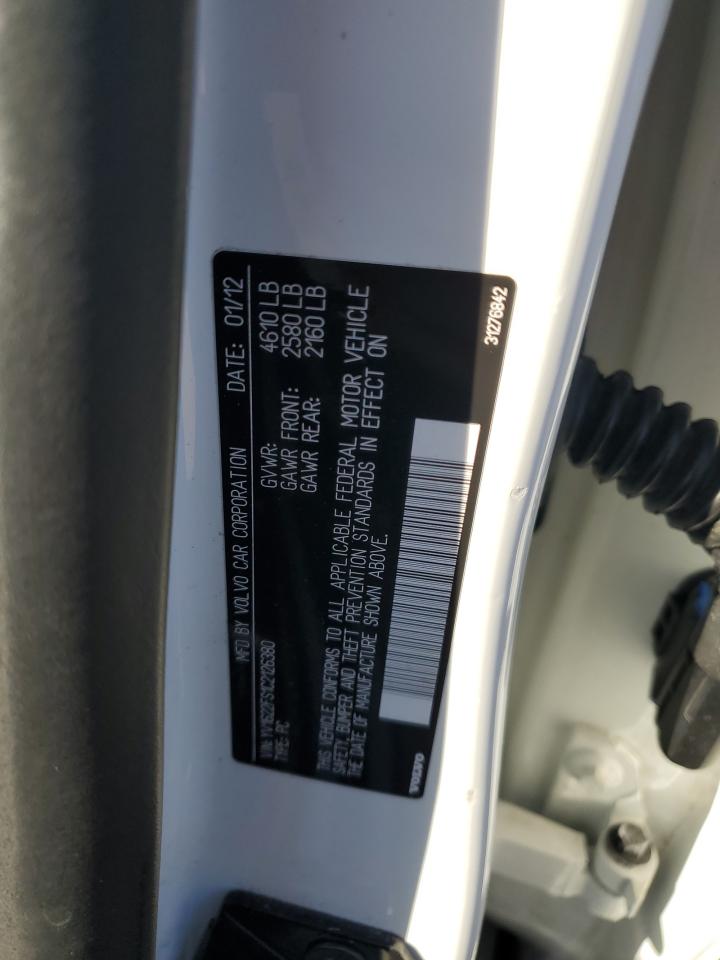 MFD BY VOLVO CAR CORPORATION DATE: 01/12
GVWR: 4610 LB
GAWR FRONT: 2580 LB
GAWR REAR: 2160 LB
VIN: YV1622FS1C2126380
TYPE: PC
THIS VEHICLE CONFORMS TO ALL APPLICABLE FEDERAL MOTOR VEHICLE
SAFETY, BUMPER AND THEFT PREVENTION STANDARDS IN EFFECT ON
THE DATE OF MANUFACTURE SHOWN ABOVE.
VOLVO
31276842